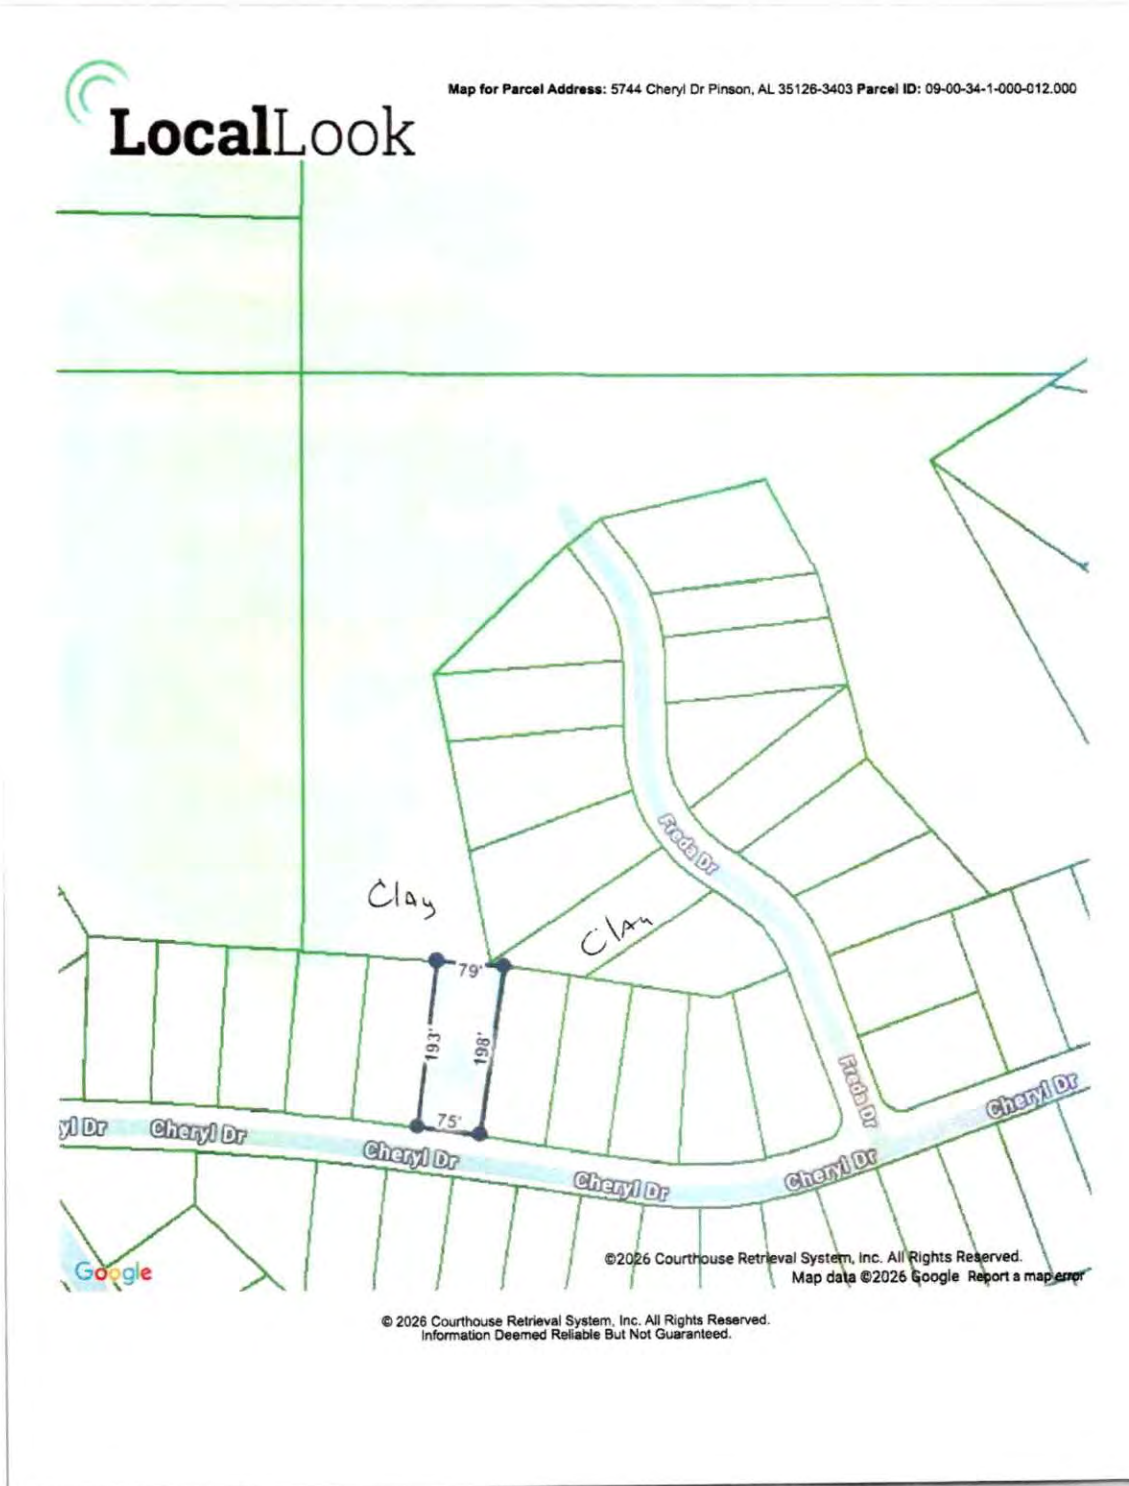 Map for Parcel Address: 5744 Cheryl Dr Pinson, AL 35126-3403 Parcel ID: 09-00-34-1-000-012.000
LocalLook
Freda Dr
Clay
Clay
79'
193'
198'
75'
Freda Dr
Cheryl Dr
yl Dr
Cheryl Dr
Cheryl Dr
Cheryl Dr
Cheryl Dr
©2026 Courthouse Retrieval System, Inc. All Rights Reserved.
Google
Map data ©2026 Google Report a map error
© 2026 Courthouse Retrieval System, Inc. All Rights Reserved.
Information Deemed Reliable But Not Guaranteed.